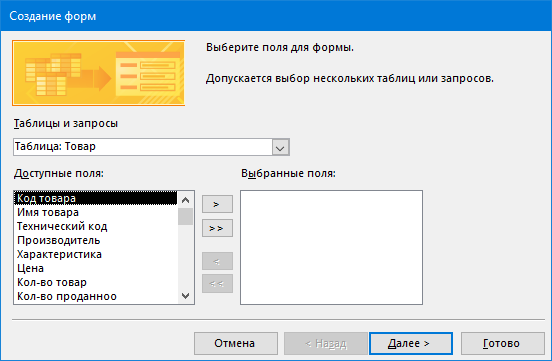 Создание форм
Выберите поля для формы.
Допускается выбор нескольких таблиц или запросов.
Таблицы и запросы
Таблица: Товар
Доступные поля:
Выбранные поля:
Код товара
Имя товара
Технический код
Производитель
Характеристика
Цена
Кол-во товар
Кол-во проданноо
>
>>
<
<<
Отмена
< Назад
Далее >
Готово